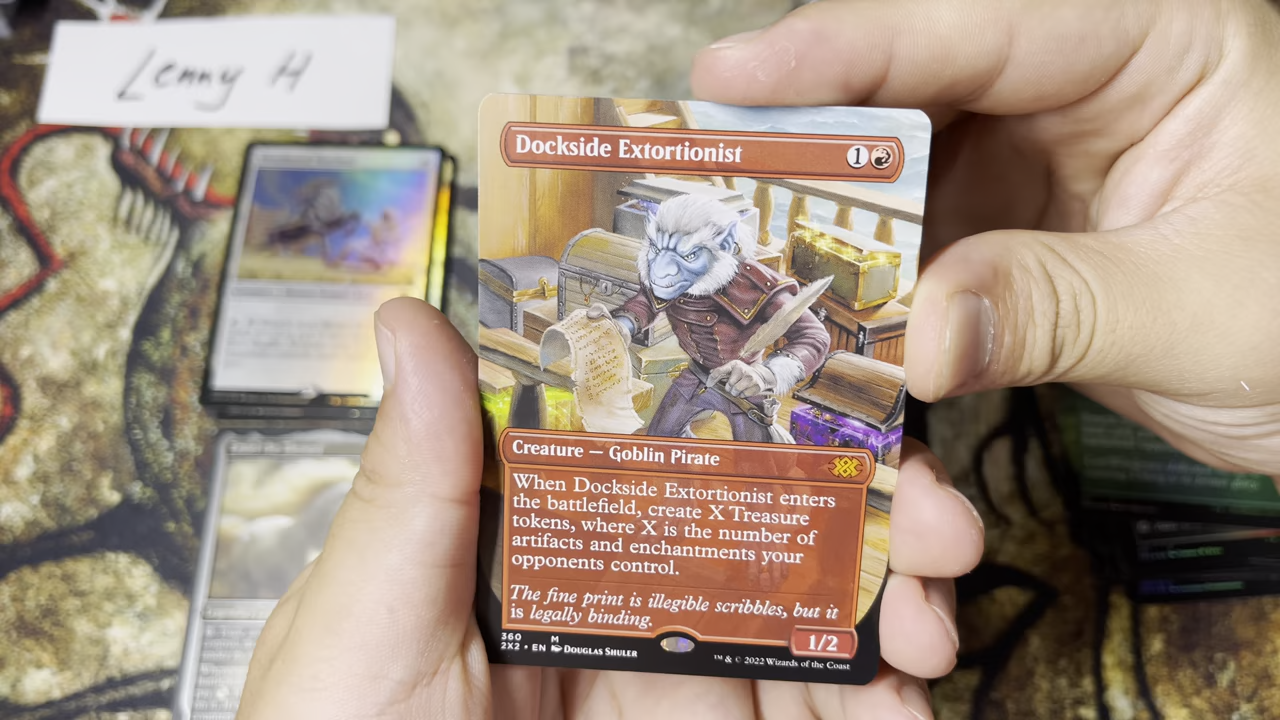 Lenny H
Dockside Extortionist 1
Creature — Goblin Pirate
When Dockside Extortionist enters
the battlefield, create X Treasure
tokens, where X is the number of
artifacts and enchantments your
opponents control.
The fine print is illegible scribbles, but it
is legally binding.
1/2
360 M
2X2 • EN DOUGLAS SHULER
™ & © 2022 Wizards of the Coast